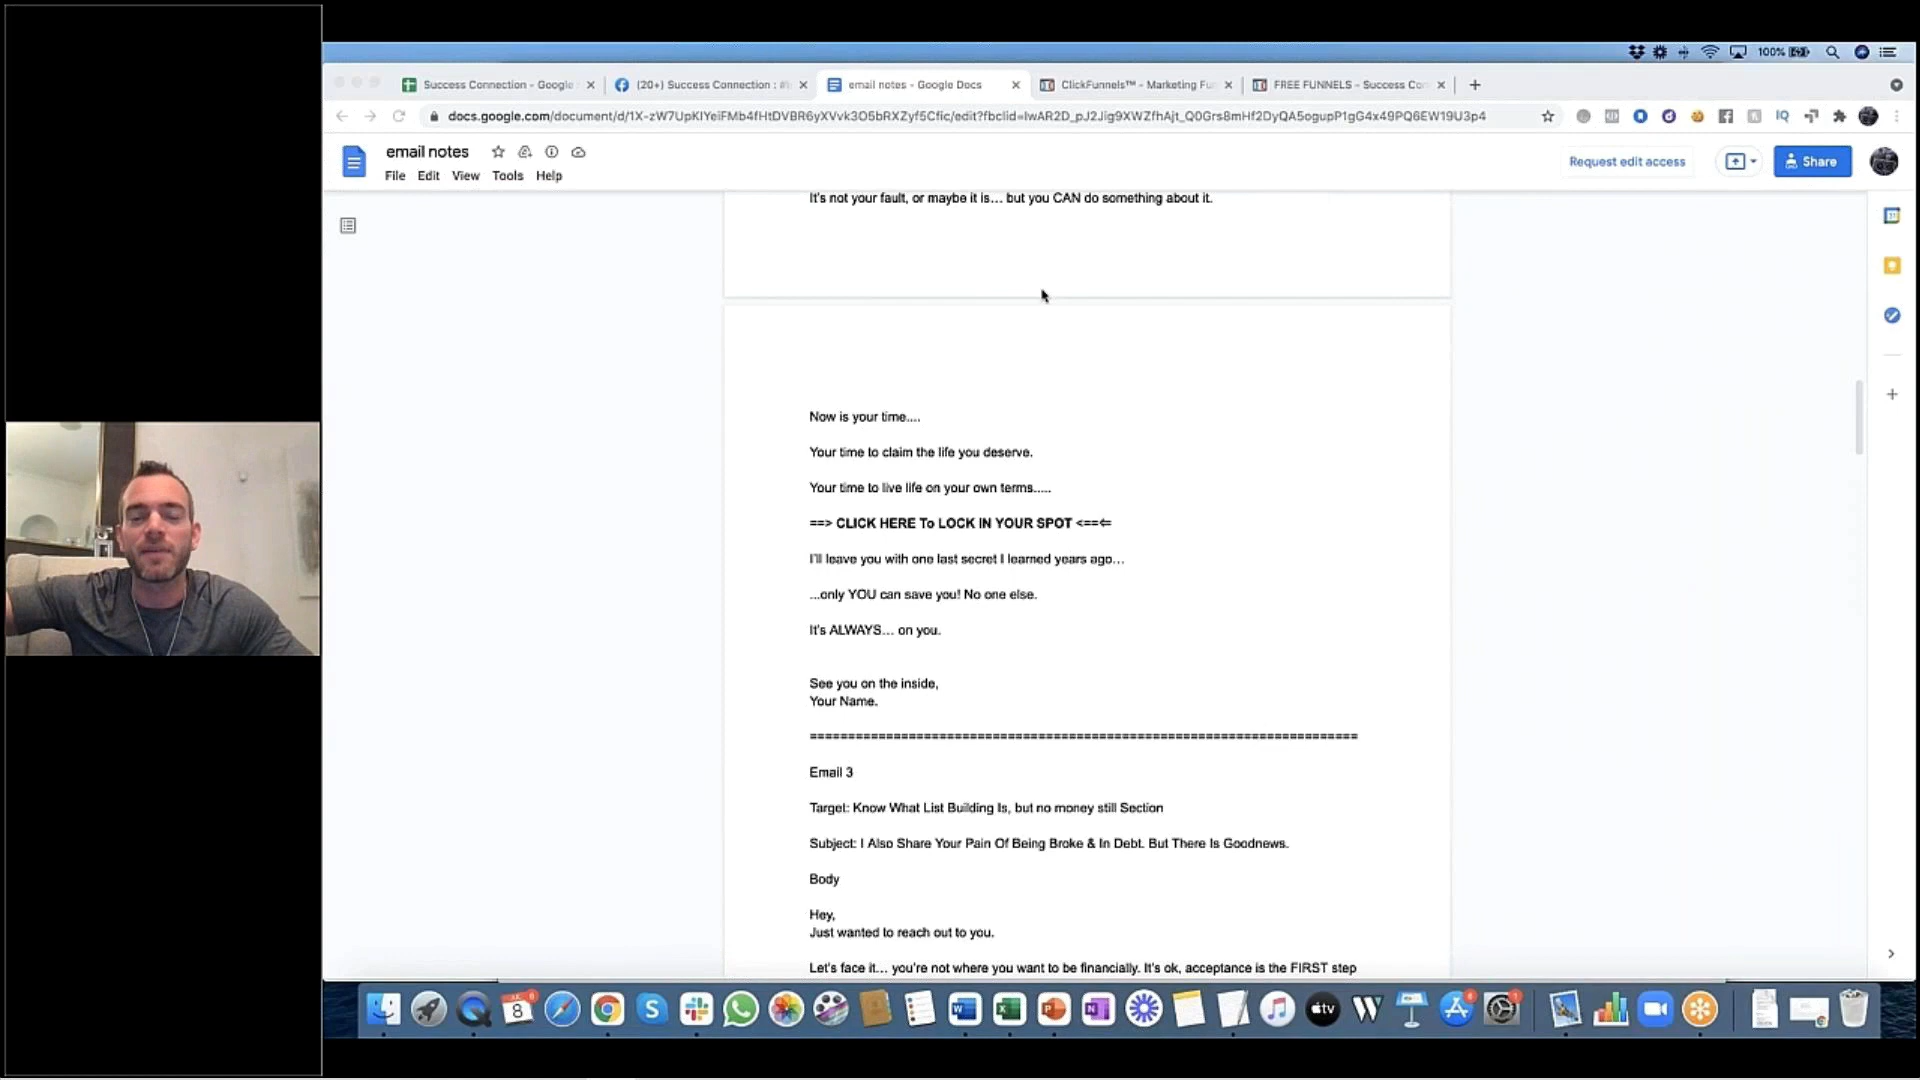 100%
Success Connection - Google
(20+) Success Connection : #
email notes - Google Docs
ClickFunnels™ - Marketing Fu
FREE FUNNELS - Success Co
docs.google.com/document/d/1X-zW7UpKIYeiFMb4fHtDVBR6yXVvk3O5bRXZyf5Cfic/edit?fbclid=IwAR2D_pJ2Jig9XWZfhAjt_Q0Grs8mHf2DyQA5ogupP1gG4x49PQ6EW19U3p4
IQ
email notes
Request edit access
Share
File Edit View Tools Help
It's not your fault, or maybe it is... but you CAN do something about it.
Now is your time....
Your time to claim the life you deserve.
Your time to live life on your own terms.....
==> CLICK HERE To LOCK IN YOUR SPOT <==⇐
I'll leave you with one last secret I learned years ago...
...only YOU can save you! No one else.
It's ALWAYS... on you.
See you on the inside,
Your Name.
========================================================================
Email 3
Target: Know What List Building Is, but no money still Section
Subject: I Also Share Your Pain Of Being Broke & In Debt. But There Is Goodnews.
Body
Hey,
Just wanted to reach out to you.
Let's face it... you're not where you want to be financially. It's ok, acceptance is the FIRST step
8
tv